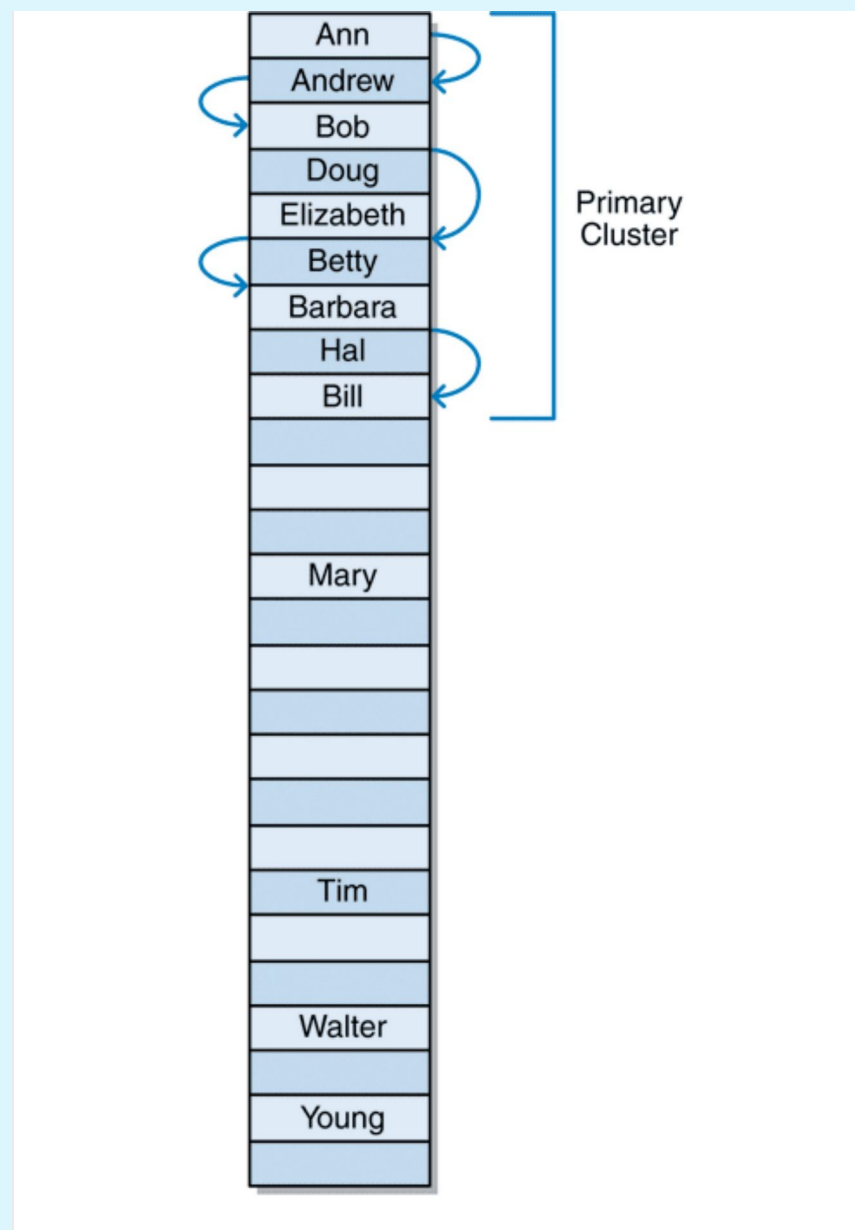 Ann
Andrew
Bob
Doug
Elizabeth
Betty
Barbara
Hal
Bill
Primary
Cluster
Mary
Tim
Walter
Young